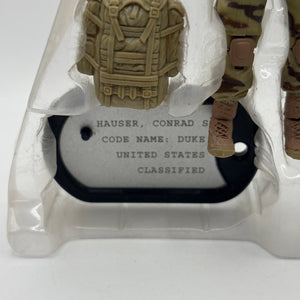 HAUSER, CONRAD S
CODE NAME: DUKE
UNITED STATES
CLASSIFIED